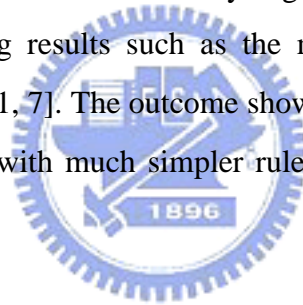 g results such as the
1, 7]. The outcome show
with much simpler rule
1896